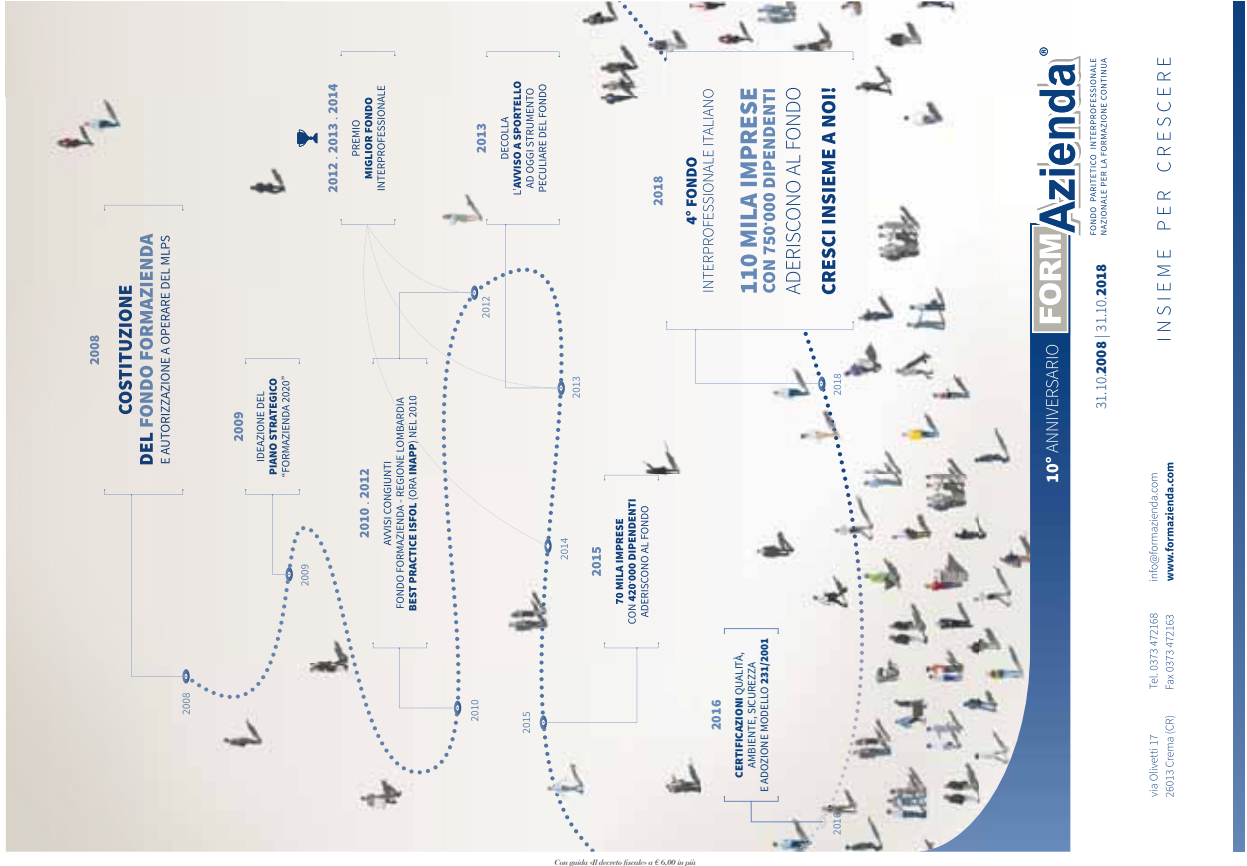 2008
COSTITUZIONE
DEL FONDO FORMAZIENDA
E AUTORIZZAZIONE A OPERARE DEL MLPS
2008
2009
IDEAZIONE DEL
PIANO STRATEGICO
“FORMAZIENDA 2020”
2009
2012 . 2013 . 2014
PREMIO
MIGLIOR FONDO
INTERPROFESSIONALE
2010 . 2012
AVVISI CONGIUNTI
FONDO FORMAZIENDA - REGIONE LOMBARDIA
BEST PRACTICE ISFOL (ORA INAPP) NEL 2010
2010
2012
2013
DECOLLA
L’AVVISO A SPORTELLO
AD OGGI STRUMENTO
PECULIARE DEL FONDO
2013
2014
2015
2015
70 MILA IMPRESE
CON 420'000 DIPENDENTI
ADERISCONO AL FONDO
2016
CERTIFICAZIONI QUALITÀ,
AMBIENTE, SICUREZZA
E ADOZIONE MODELLO 231/2001
2016
2018
4° FONDO
INTERPROFESSIONALE ITALIANO
110 MILA IMPRESE
CON 750'000 DIPENDENTI
ADERISCONO AL FONDO
CRESCI INSIEME A NOI!
2018
10° ANNIVERSARIO
FORMAzienda®
FONDO PARITETICO INTERPROFESSIONALE
NAZIONALE PER LA FORMAZIONE CONTINUA
31.10.2008 | 31.10.2018
INSIEME PER CRESCERE
via Olivetti 17
26013 Crema (CR)
Tel. 0373 472168
Fax 0373 472163
info@formazienda.com
www.formazienda.com
Con guida «Il decreto fiscale» a € 6,00 in più